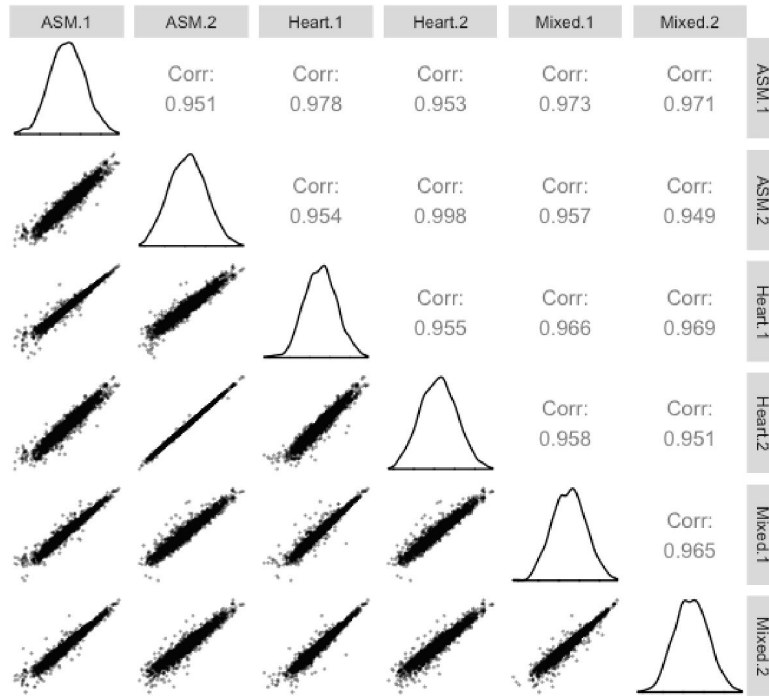 ASM.1 ASM.2 Heart.1 Heart.2 Mixed.1 Mixed.2
Corr: Corr: Corr: Corr: Corr:
0.951 0.978 0.953 0.973 0.971
ASM.1
Corr: Corr: Corr: Corr:
0.954 0.998 0.957 0.949
ASM.2
Corr: Corr: Corr:
0.955 0.966 0.969
Heart.1
Corr: Corr:
0.958 0.951
Heart.2
Corr:
0.965
Mixed.1
Mixed.2